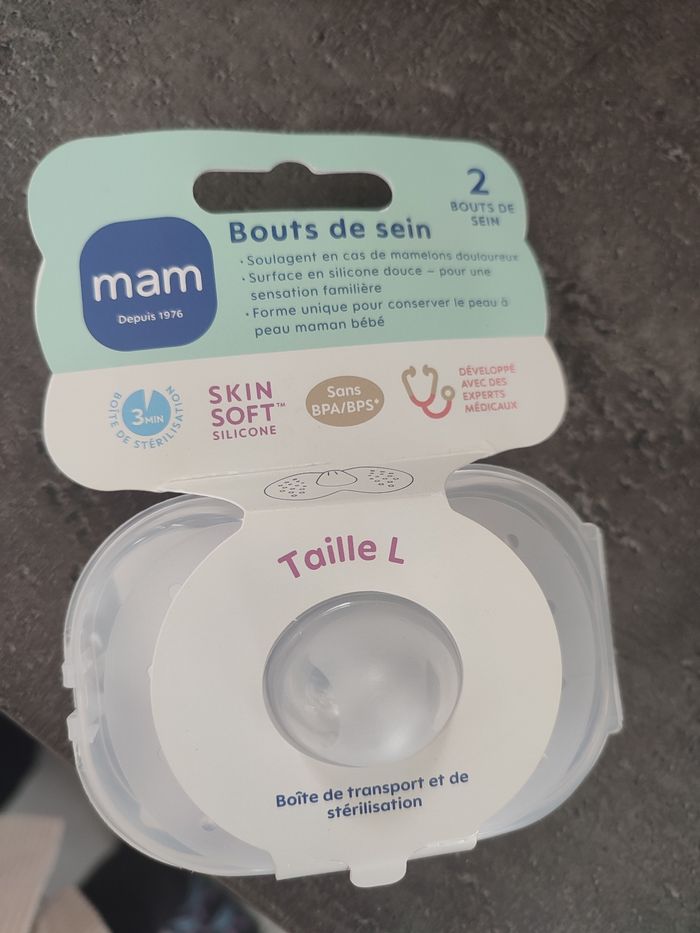 2
BOUTS DE
SEIN
Bouts de sein
mam
Depuis 1976
• Soulagent en cas de mamelons douloureux
• Surface en silicone douce – pour une
sensation familière
• Forme unique pour conserver le peau à
peau maman bébé
3 MIN
BOÎTE DE STÉRILISATION
SKIN
SOFT™
SILICONE
Sans
BPA/BPS*
DÉVELOPPÉ
AVEC DES
EXPERTS
MÉDICAUX
Taille L
Boîte de transport et de
stérilisation